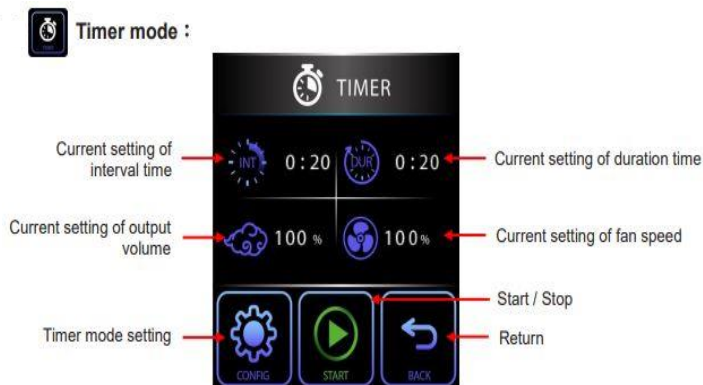 TIMER
Timer mode：
TIMER
Current setting of
interval time
INT
0:20
DUR
0:20
Current setting of duration time
Current setting of output
volume
100 %
100%
Current setting of fan speed
Start / Stop
Timer mode setting
Return
CONFIG
START
BACK